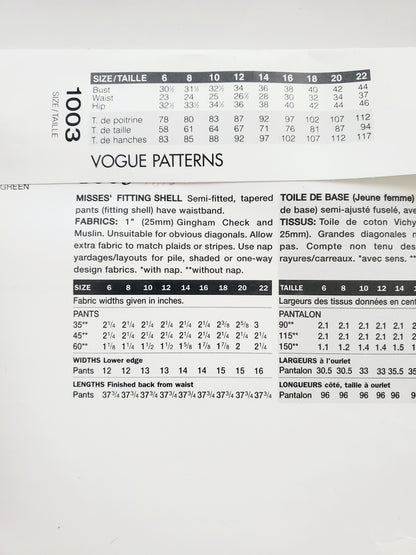 SIZE/TAILLE 6 8 10 12 14 16 18 20 22
Bust 30½ 31½ 32½ 34 36 38 40 42 44
Waist 23 24 25 26½ 28 30 32 34 37
Hip 32½ 33½ 34½ 36 38 40 42 44 46
T. de poitrine 78 80 83 87 92 97 102 107 112
T. de taille 58 61 64 67 71 76 81 87 94
T. de hanches 83 85 88 92 97 102 107 112 117
1003
SIZE/TAILLE
VOGUE PATTERNS
GREEN
MISSES' FITTING SHELL Semi-fitted, tapered
pants (fitting shell) have waistband.
FABRICS: 1" (25mm) Gingham Check and
Muslin. Unsuitable for obvious diagonals. Allow
extra fabric to match plaids or stripes. Use nap
yardages/layouts for pile, shaded or one-way
design fabrics. *with nap. **without nap.
SIZE 6 8 10 12 14 16 18 20 22
Fabric widths given in inches.
PANTS
35** 2¼ 2¼ 2¼ 2¼ 2¼ 2¼ 2⅜ 2⅝ 3
45** 2¼ 2¼ 2¼ 2¼ 2¼ 2¼ 2¼ 2¼ 2¼
60** 1⅛ 1¼ 1½ 1½ 1⅝ 1⅞ 1⅞ 2 2¼
WIDTHS Lower edge
Pants 12 12 13 13 14 14 15 15 16
LENGTHS Finished back from waist
Pants 37¾ 37¾ 37¾ 37¾ 37¾ 37¾ 37¾ 37¾ 37¾
TOILE DE BASE (Jeune femme)
de base) semi-ajusté fuselé, ave
TISSUS: Toile de coton Vichy
25mm). Grandes diagonales n
pas. Compte non tenu des
rayures/carreaux. *avec sens. **
TAILLE 6 8 10 12 14
Largeurs des tissus données en cent
PANTALON
90** 2.1 2.1 2.1 2.1 2.1
115** 2.1 2.1 2.1 2.1 2.1
150** 1.1 1.2 1.4 1.4 1.5
LARGEURS à l'ourlet
Pantalon 30.5 30.5 33 33 35.5
LONGUEURS côté, taille à ourlet
Pantalon 96 96 96 96 96